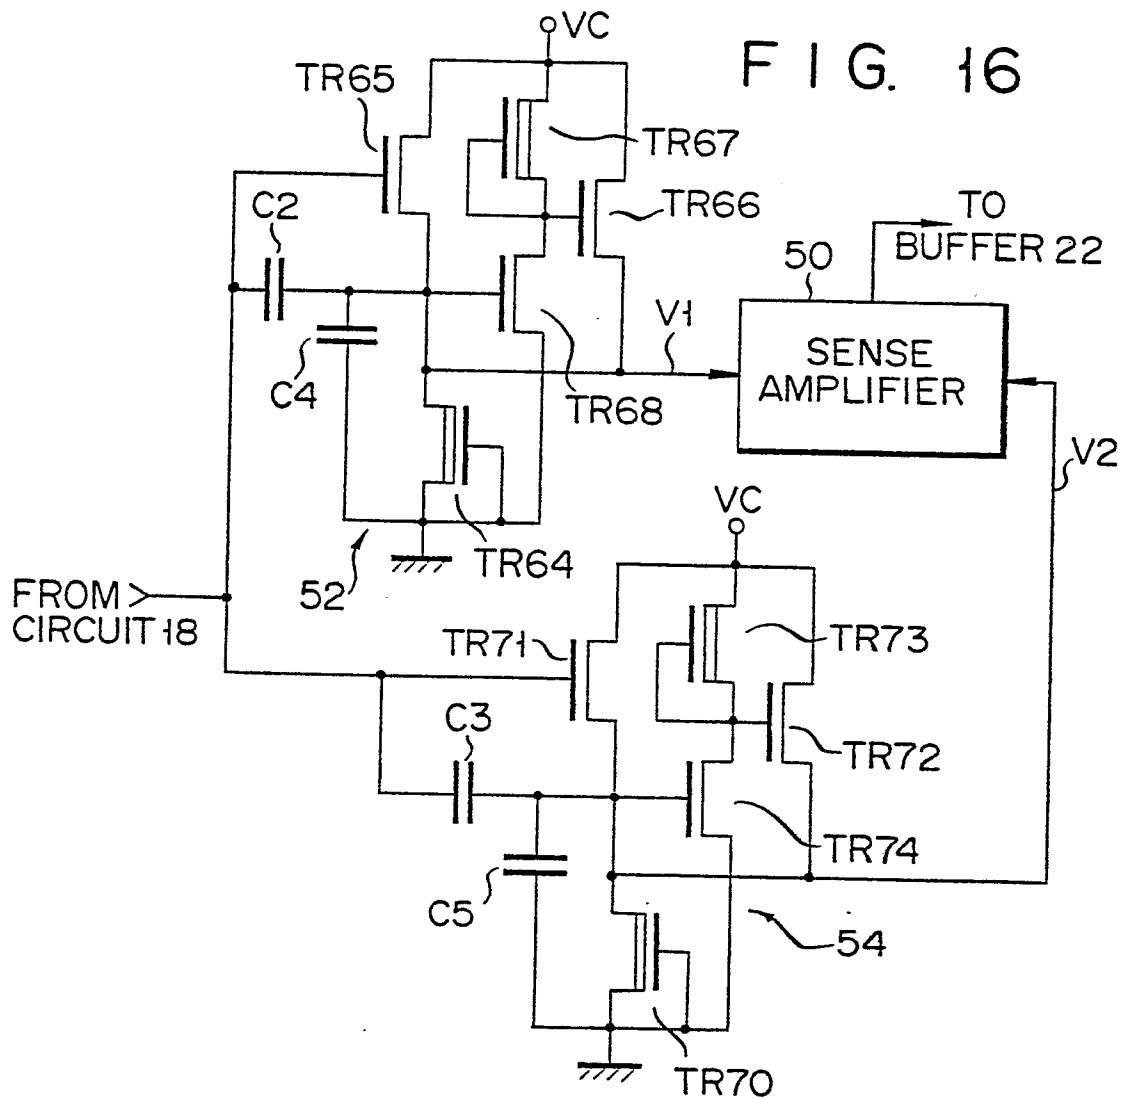 FIG. 16
VC
TR65
TR67
TR66
C2
TO
BUFFER 22
50
V1
SENSE
AMPLIFIER
C4
TR68
V2
VC
TR64
52
FROM
CIRCUIT 18
TR71
TR73
C3
TR72
TR74
C5
54
TR70